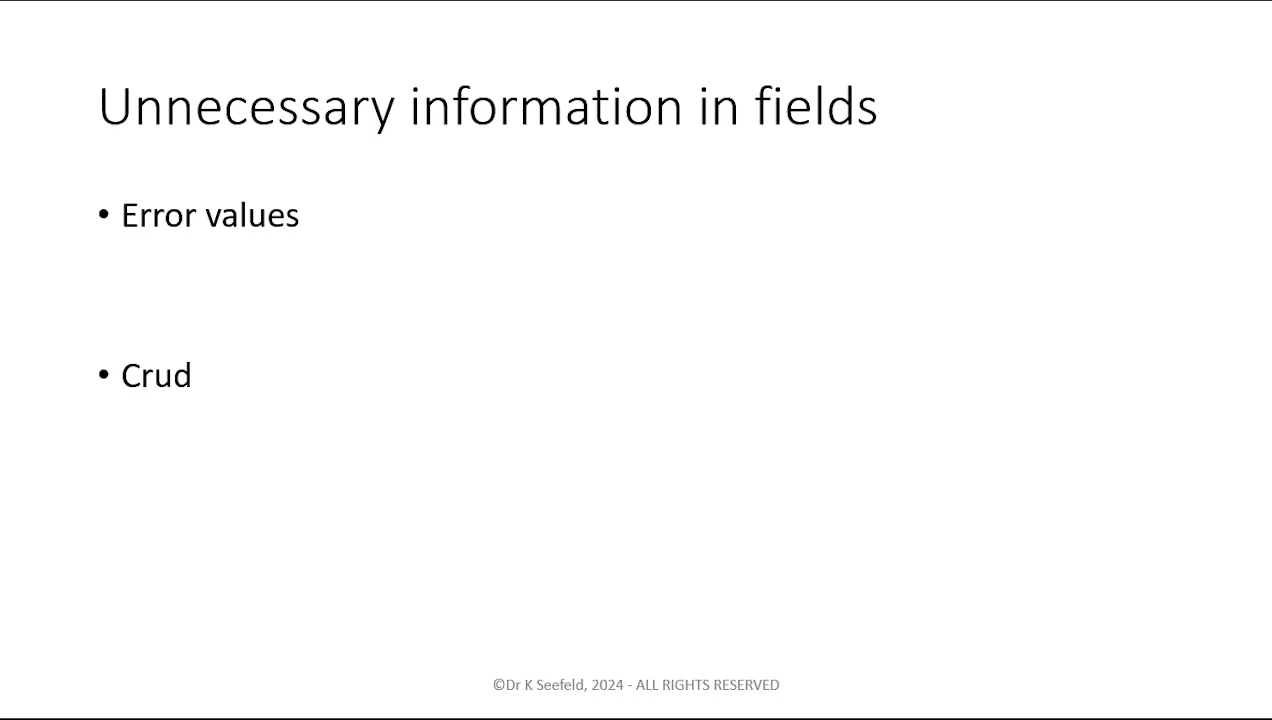 Unnecessary information in fields
• Error values
• Crud
©Dr K Seefeld, 2024 - ALL RIGHTS RESERVED